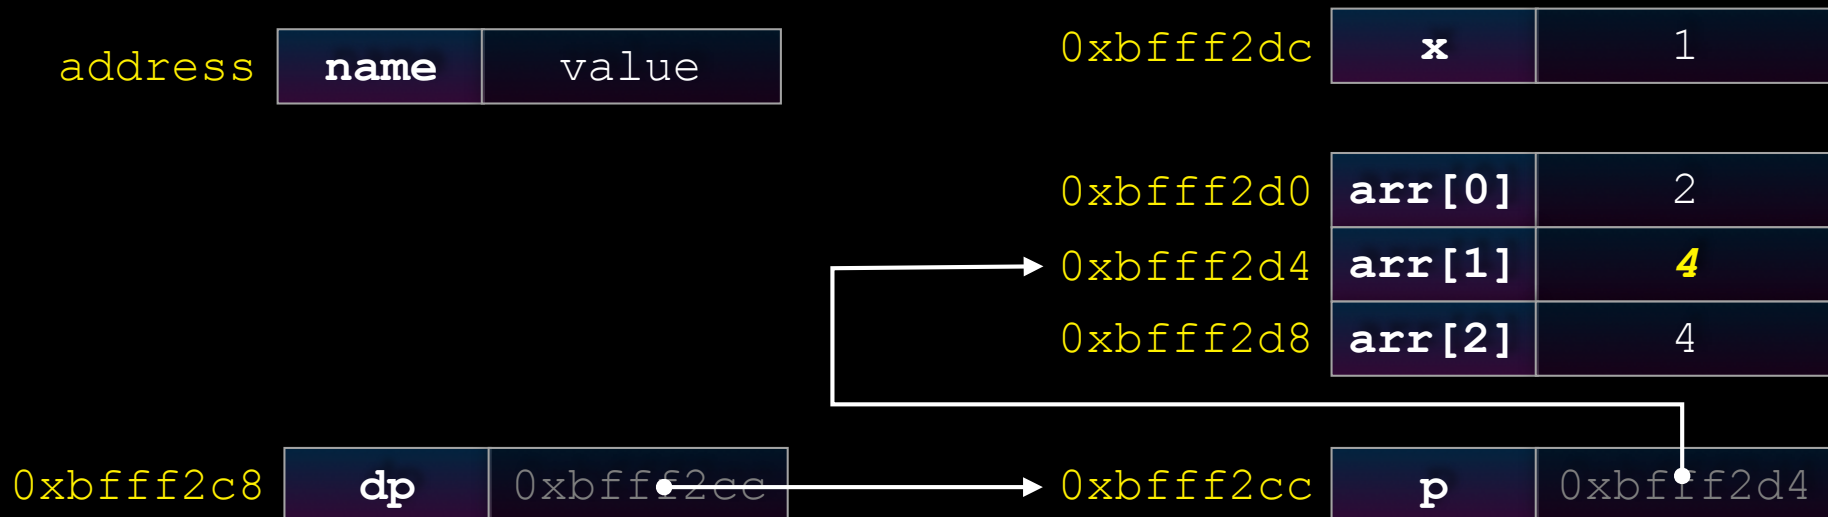 address name value
0xbfff2dc x 1
0xbfff2d0 arr[0] 2
0xbfff2d4 arr[1] 4
0xbfff2d8 arr[2] 4
0xbfff2c8 dp 0xbfff2cc
0xbfff2cc p 0xbfff2d4